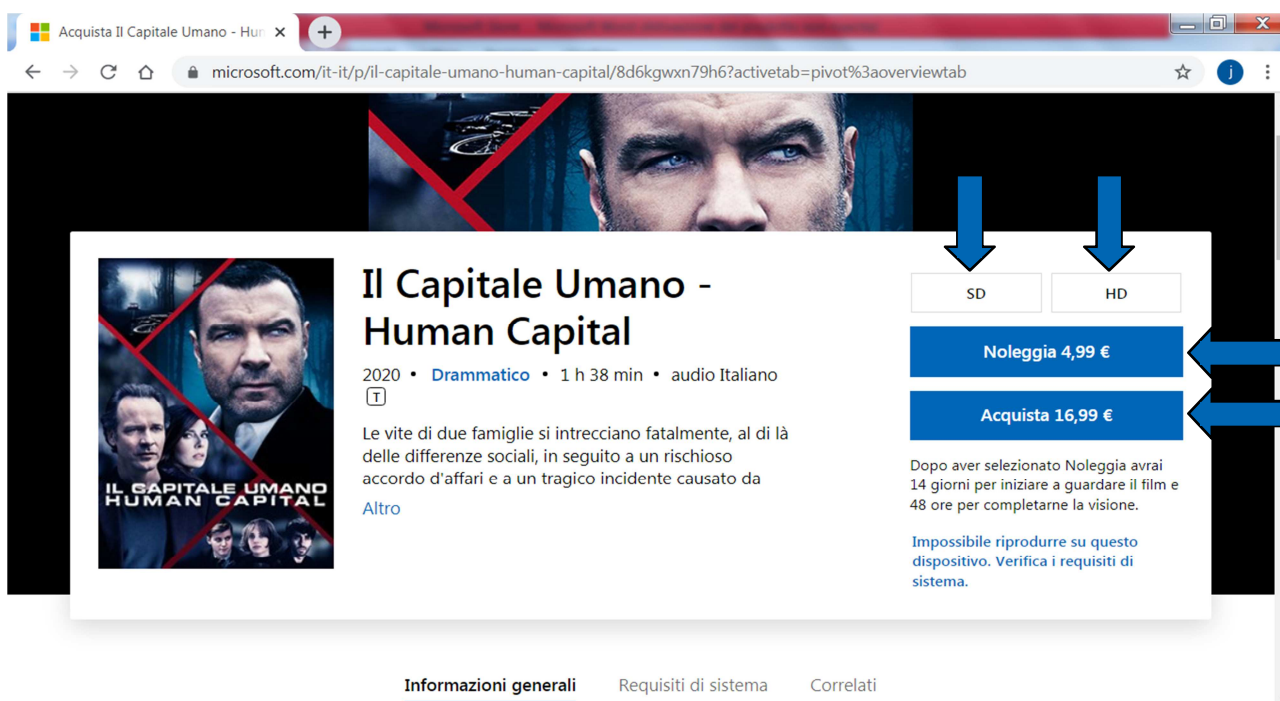 Acquista Il Capitale Umano - Hum
microsoft.com/it-it/p/il-capitale-umano-human-capital/8d6kgwxn79h6?activetab=pivot%3aoverviewtab
j
Il Capitale Umano -
Human Capital
2020 • Drammatico • 1 h 38 min • audio Italiano
T
Le vite di due famiglie si intrecciano fatalmente, al di là
delle differenze sociali, in seguito a un rischioso
accordo d'affari e a un tragico incidente causato da
Altro
IL CAPITALE UMANO
HUMAN CAPITAL
SD
HD
Noleggia 4,99 €
Acquista 16,99 €
Dopo aver selezionato Noleggia avrai
14 giorni per iniziare a guardare il film e
48 ore per completarne la visione.
Impossibile riprodurre su questo
dispositivo. Verifica i requisiti di
sistema.
Informazioni generali
Requisiti di sistema
Correlati